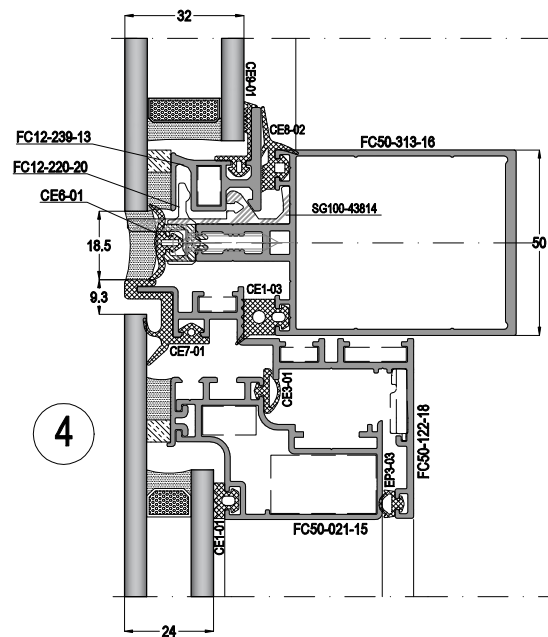 32
CE9-01
FC12-239-13
CE8-02
FC50-313-16
FC12-220-20
CE6-01
SG100-43814
18.5
50
9.3
CE1-03
CE7-01
CE3-01
4
FC50-122-18
EP3-03
CE1-01
FC50-021-15
24